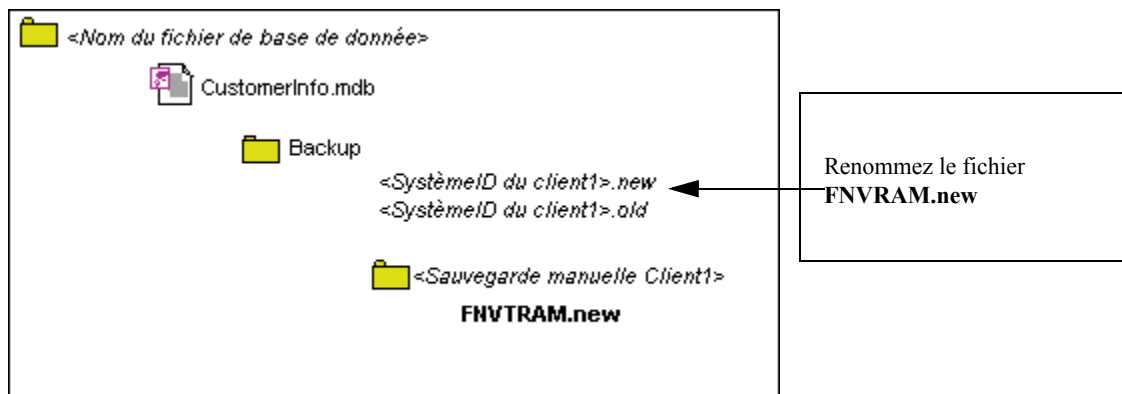 <Nom du fichier de base de donnée>
CustomerInfo.mdb
Backup
<SystèmeID du client1>.new
<SystèmeID du client1>.old
<Sauvegarde manuelle Client1>
FNVTRAM.new
Renommez le fichier
FNVRAM.new